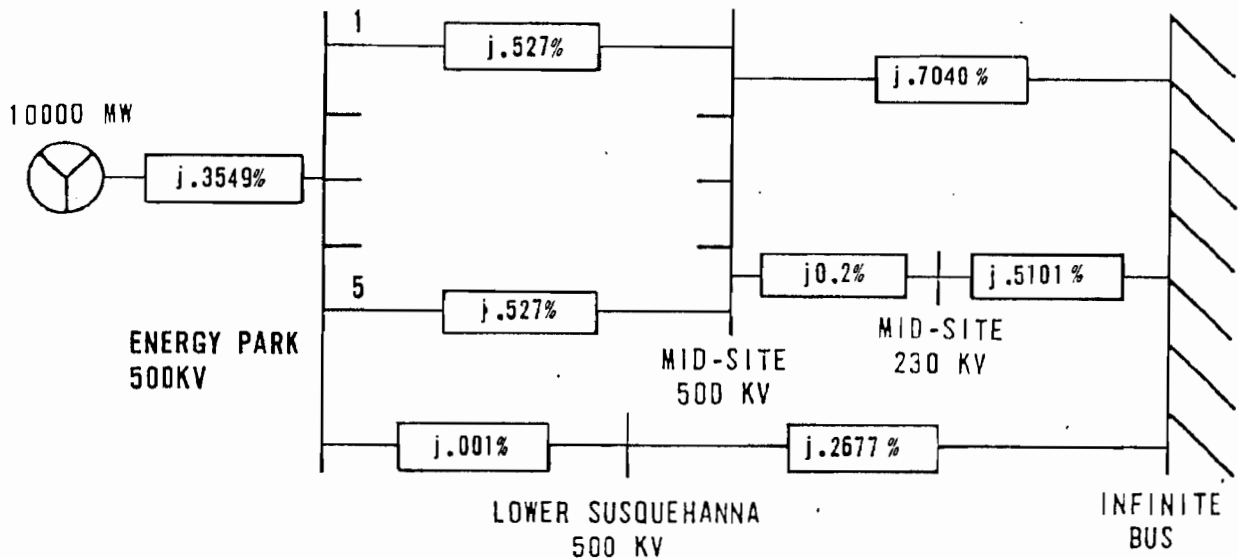 1
j.527%
j.7040%
10000 MW
j.3549%
5
j.527%
j0.2%
j.5101%
ENERGY PARK
500KV
MID-SITE
500 KV
MID-SITE
230 KV
j.001%
j.2677%
LOWER SUSQUEHANNA
500 KV
INFINITE
BUS